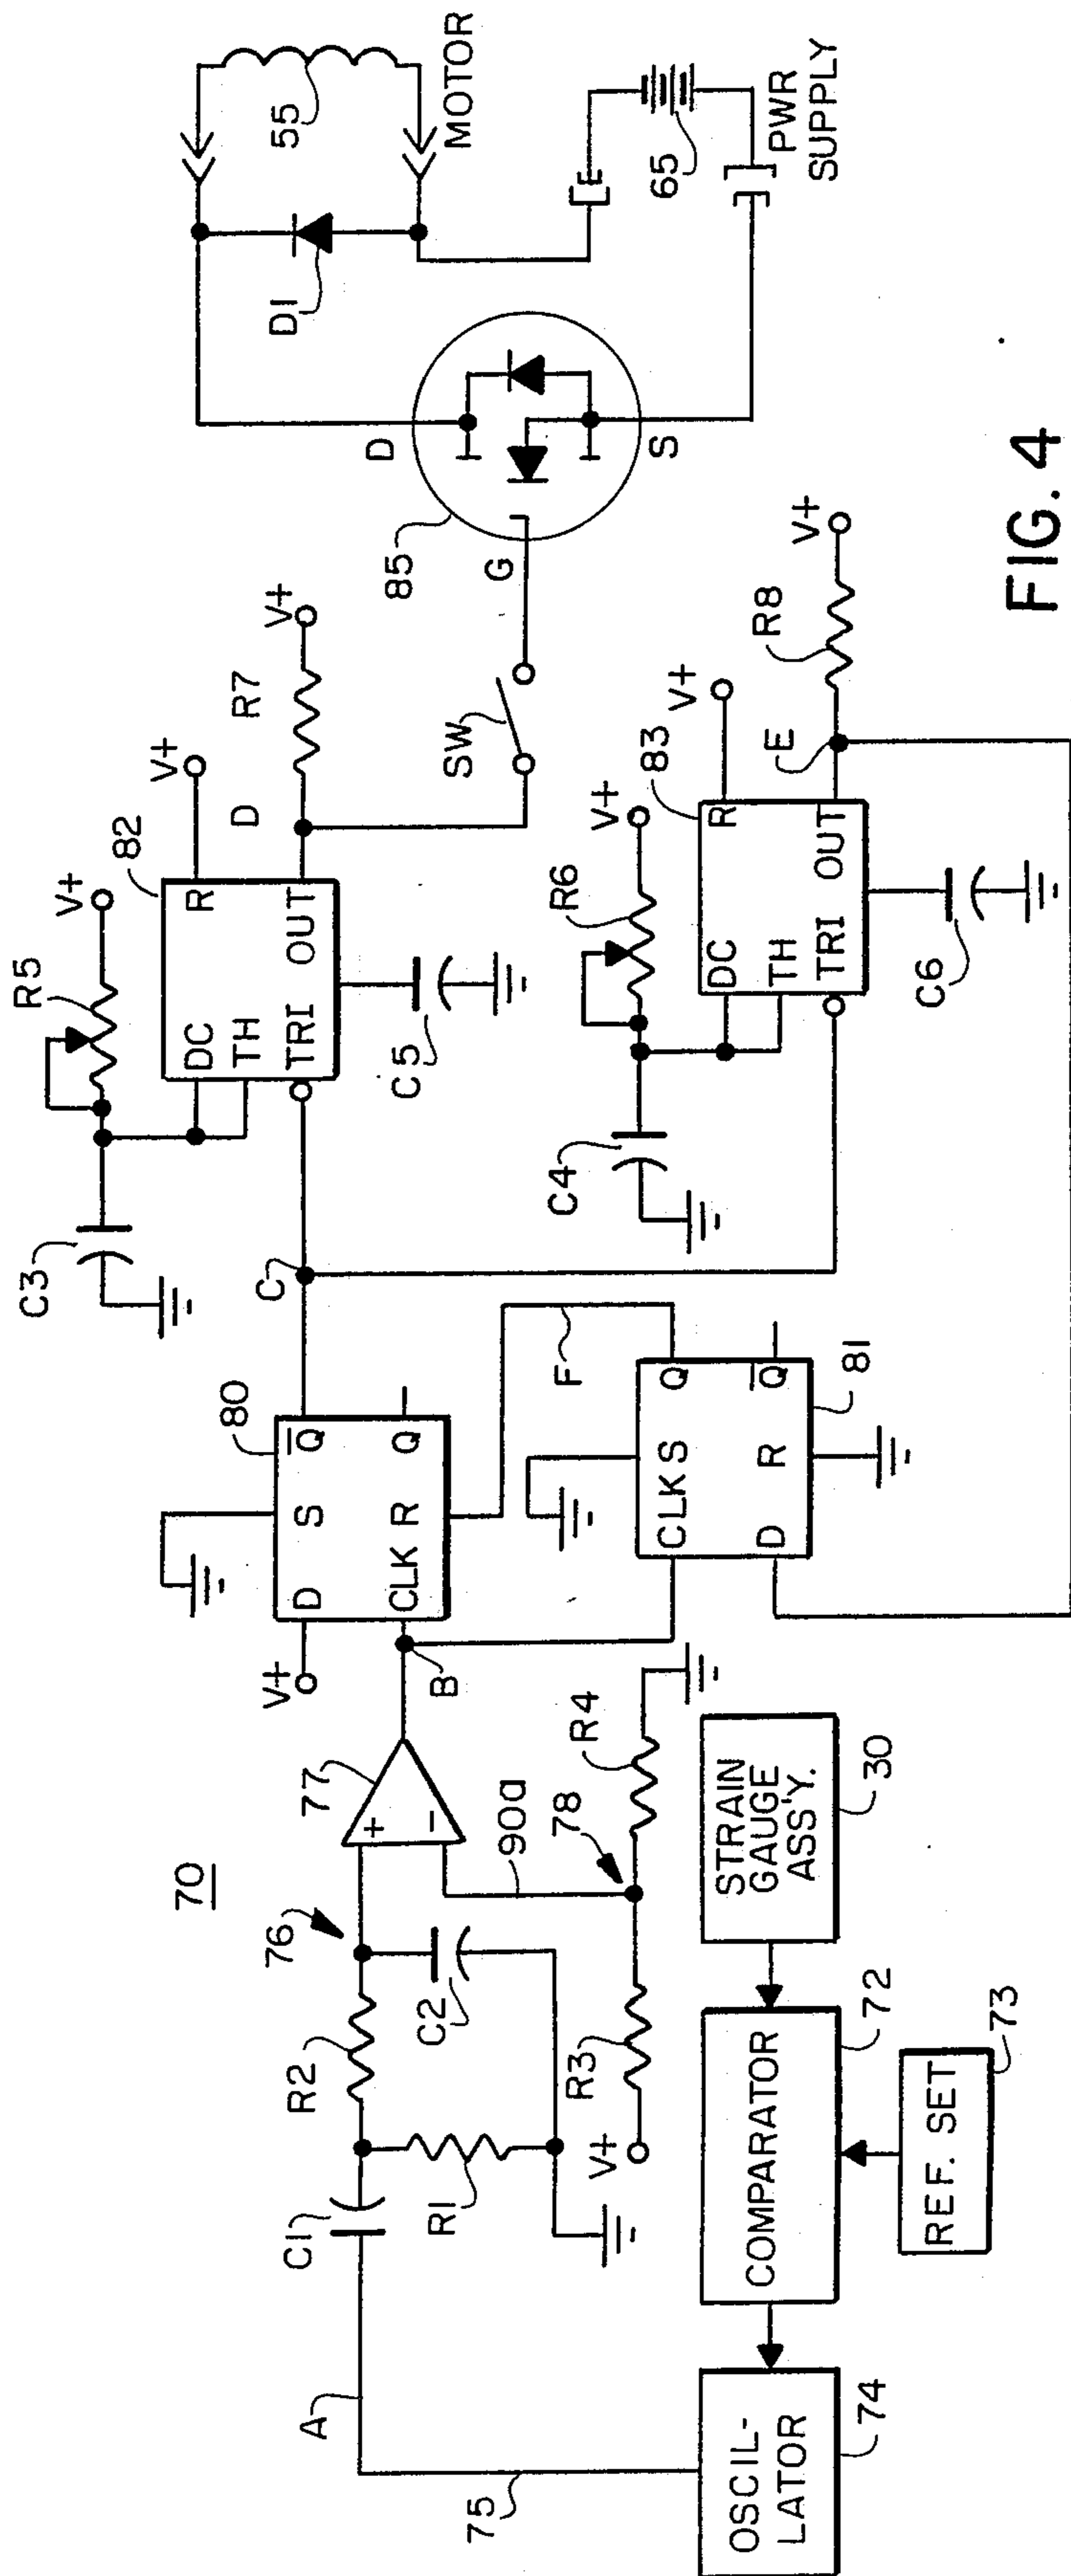 70
A
75
C1
R1
R2
76
C2
77
+
−
90a
78
R3
V+
R4
B
V+
80
D
S
Q̅
CLK
R
Q
F
CLK
S
Q
D
R
Q̅
81
C
C3
R5
V+
82
V+
DC
R
TH
TRI
OUT
C5
D
R7
V+
SW
C4
R6
V+
83
V+
DC
R
TH
TRI
OUT
C6
E
R8
V+
85
G
D
S
D1
55
MOTOR
65
PWR
SUPPLY
OSCIL-
LATOR
74
COMPARATOR
72
REF. SET
73
STRAIN
GAUGE
ASS'Y.
30
FIG. 4